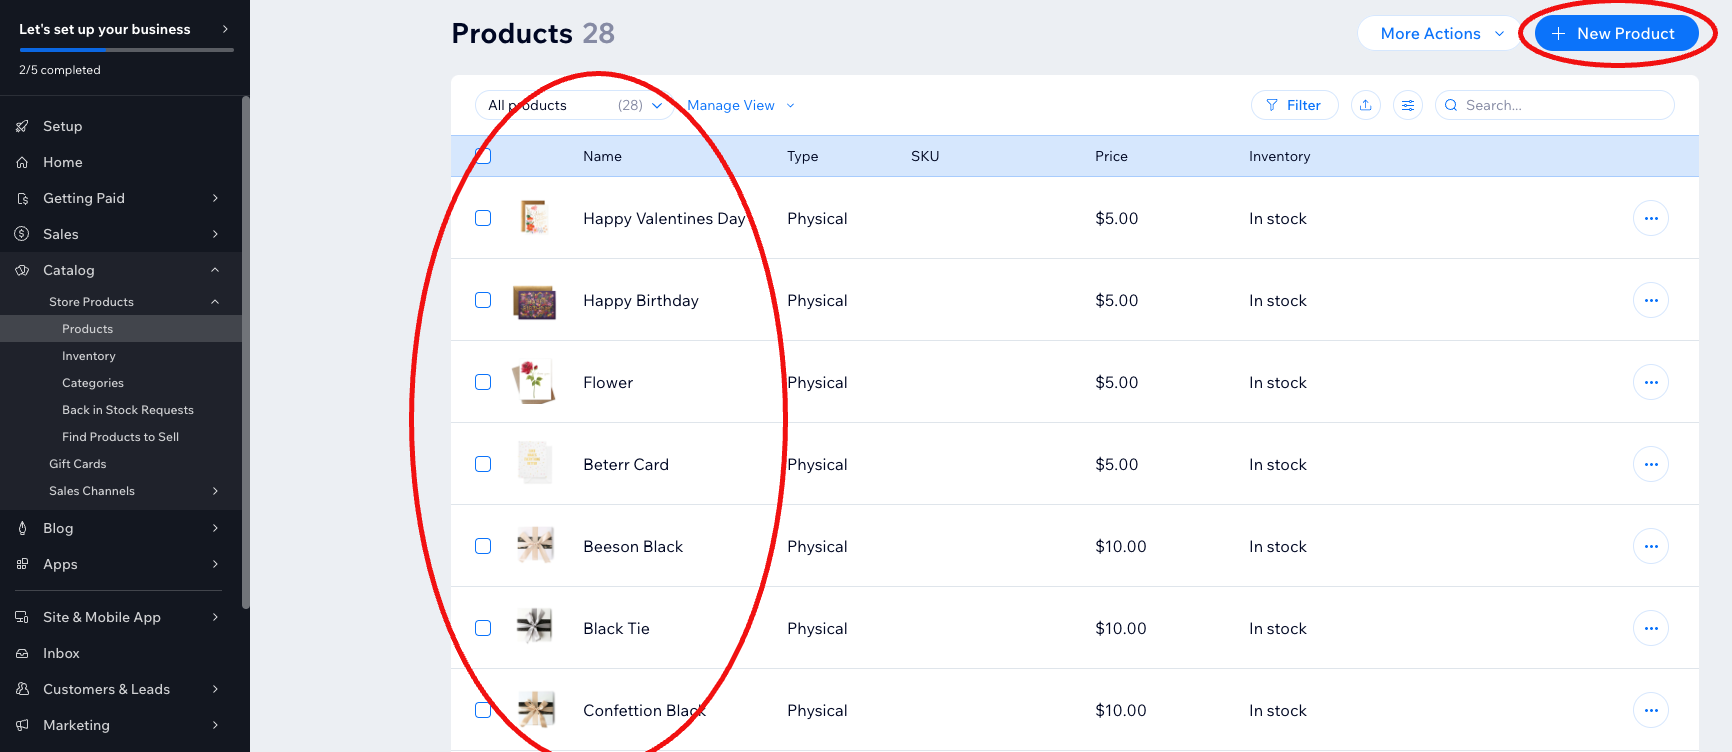 Let's set up your business
2/5 completed
Setup
Home
Getting Paid
Sales
Catalog
Store Products
Products
Inventory
Categories
Back in Stock Requests
Find Products to Sell
Gift Cards
Sales Channels
Blog
Apps
Site & Mobile App
Inbox
Customers & Leads
Marketing
Products 28
More Actions
+ New Product
All products (28)
Manage View
Filter
Search...
Name Type SKU Price Inventory
Happy Valentines Day Physical $5.00 In stock
Happy Birthday Physical $5.00 In stock
Flower Physical $5.00 In stock
Beterr Card Physical $5.00 In stock
Beeson Black Physical $10.00 In stock
Black Tie Physical $10.00 In stock
Confettion Black Physical $10.00 In stock